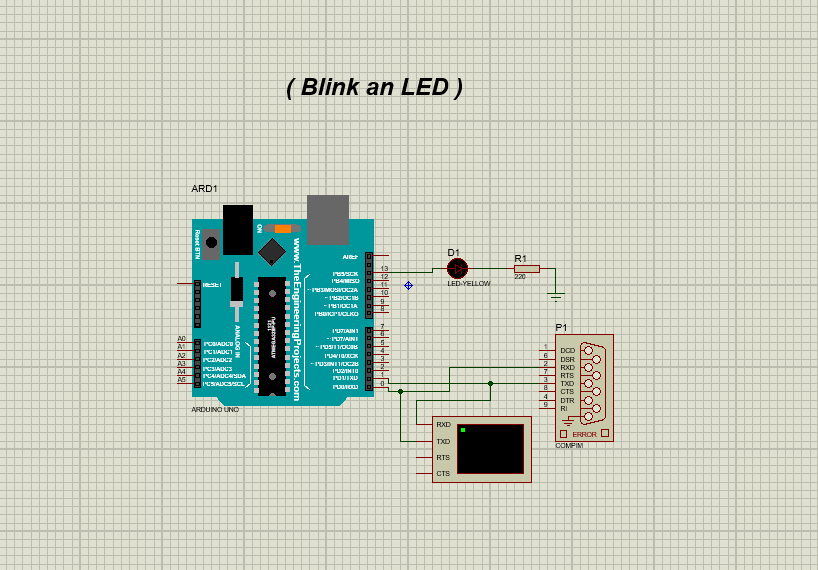 ( Blink an LED )
ARD1
ON
Reset BTN
www.TheEngineeringProjects.com
AREF
RESET
PB5/SCK
13
PB4/MISO
12
~ PB3/MOSI/OC2A
11
~ PB2/OC1B
10
~ PB1/OC1A
9
PB0/ICP1/CLKO
8
ANALOG IN
PD7/AIN1
7
6
5
PD4/T0/XCK
4
~ PD3/INT1/OC2B
3
PD2/INT0
2
PD1/TXD
1
PD0/RXD
0
A0
PC0/ADC0
A1
PC1/ADC1
A2
PC2/ADC2
A3
PC3/ADC3
A4
PC4/ADC4/SDA
A5
PC5/ADC5/SCL
ARDUINO UNO
D1
LED-YELLOW
R1
220
P1
1
DCD
6
DSR
2
RXD
7
RTS
3
TXD
8
CTS
4
DTR
9
RI
ERROR
COMPIM
RXD
TXD
RTS
CTS